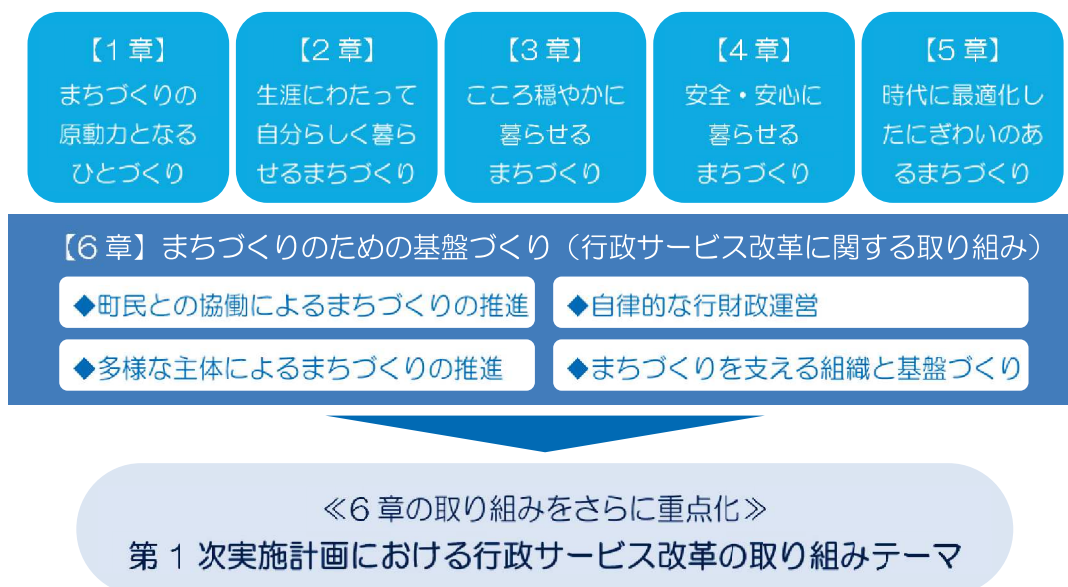 【1章】
まちづくりの
原動力となる
ひとづくり
【2章】
生涯にわたって
自分らしく暮ら
せるまちづくり
【3章】
こころ穏やかに
暮らせる
まちづくり
【4章】
安全・安心に
暮らせる
まちづくり
【5章】
時代に最適化し
たにぎわいのあ
るまちづくり
【6章】まちづくりのための基盤づくり（行政サービス改革に関する取り組み）
◆町民との協働によるまちづくりの推進
◆自律的な行財政運営
◆多様な主体によるまちづくりの推進
◆まちづくりを支える組織と基盤づくり
≪6章の取り組みをさらに重点化≫
第1次実施計画における行政サービス改革の取り組みテーマ